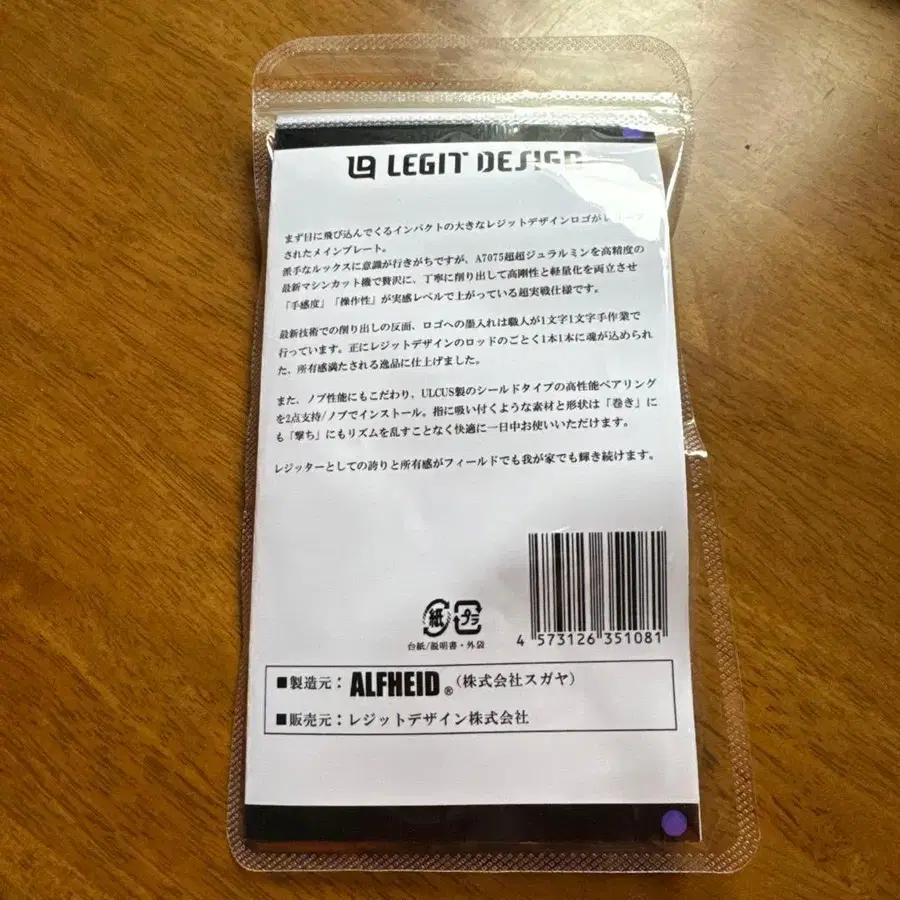 LEGIT DESIGN
まず目に飛び込んでくるインパクトの大きなレジットデザインロゴが
されたメインプレート。
派手なルックスに意識が行きがちですが、A7075超超ジュラルミンを高精度の
最新マシンカット機で贅沢に、丁寧に削り出して高剛性と軽量化を両立させ
「手感度」「操作性」が実感レベルで上がっている超実戦仕様です。
最新技術での削り出しの反面、ロゴへの墨入れは職人が1文字1文字手作業で
行っています。正にレジットデザインのロッドのごとく1本1本に魂が込められ
た、所有感満たされる逸品に仕上げました。
また、ノブ性能にもこだわり、ULCUS製のシールドタイプの高性能ベアリング
を2点支持/ノブでインストール。指に吸い付くような素材と形状は「巻き」に
も「撃ち」にもリズムを乱すことなく快適に一日中お使いいただけます。
レジッターとしての誇りと所有感がフィールドでも我が家でも輝き続けます。
紙 プラ
台紙/説明書・外袋
4 573126 351081
■製造元：ALFHEID®（株式会社スガヤ）
■販売元：レジットデザイン株式会社